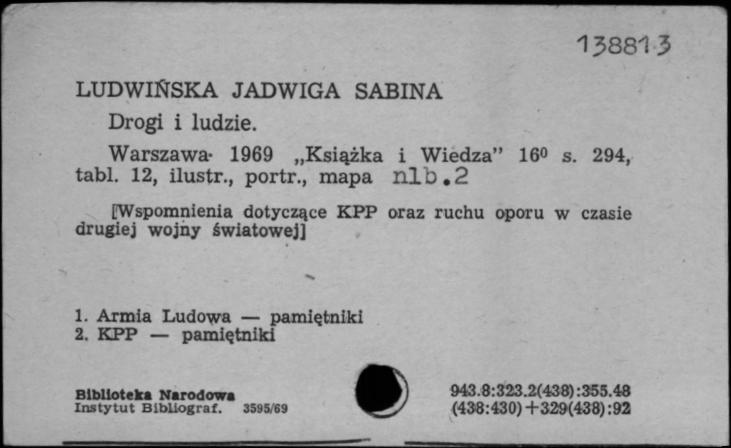 138813
LUDWIŃSKA JADWIGA SABINA
Drogi i ludzie.
Warszawa 1969 „Książka i Wiedza” 16⁰ s. 294,
tabl. 12, ilustr., portr., mapa nlb.2
[Wspomnienia dotyczące KPP oraz ruchu oporu w czasie
drugiej wojny światowej]
1. Armia Ludowa — pamiętniki
2. KPP — pamiętniki
Biblioteka Narodowa
Instytut Bibliograf. 3595/69
943.8:323.2(438):355.48
(438:430)+329(438):92